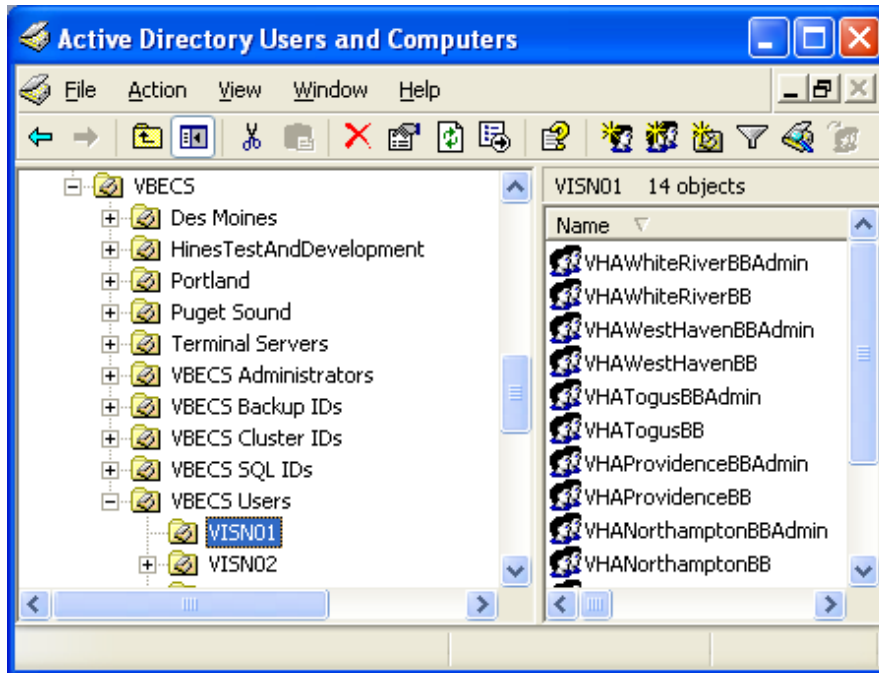 Active Directory Users and Computers
File Action View Window Help
VBECS
Des Moines
HinesTestAndDevelopment
Portland
Puget Sound
Terminal Servers
VBECS Administrators
VBECS Backup IDs
VBECS Cluster IDs
VBECS SQL IDs
VBECS Users
VISN01
VISN02
VISN01 14 objects
Name
VHAWhiteRiverBBAdmin
VHAWhiteRiverBB
VHAWestHavenBBAdmin
VHAWestHavenBB
VHATogusBBAdmin
VHATogusBB
VHAProvidenceBBAdmin
VHAProvidenceBB
VHANorthamptonBBAdmin
VHANorthamptonBB